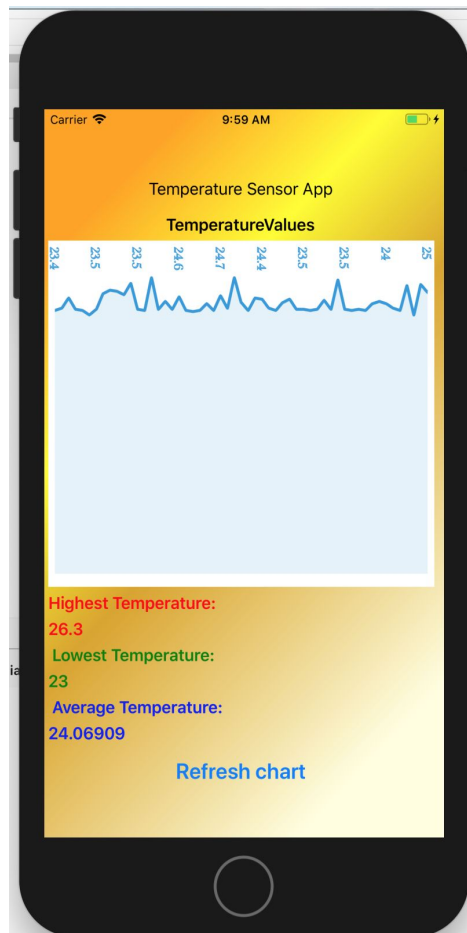 Carrier
9:59 AM
Temperature Sensor App
TemperatureValues
23.4 23.5 23.5 24.6 24.7 24.4 23.5 23.5 24 25
Highest Temperature:
26.3
Lowest Temperature:
23
Average Temperature:
24.06909
Refresh chart
ia